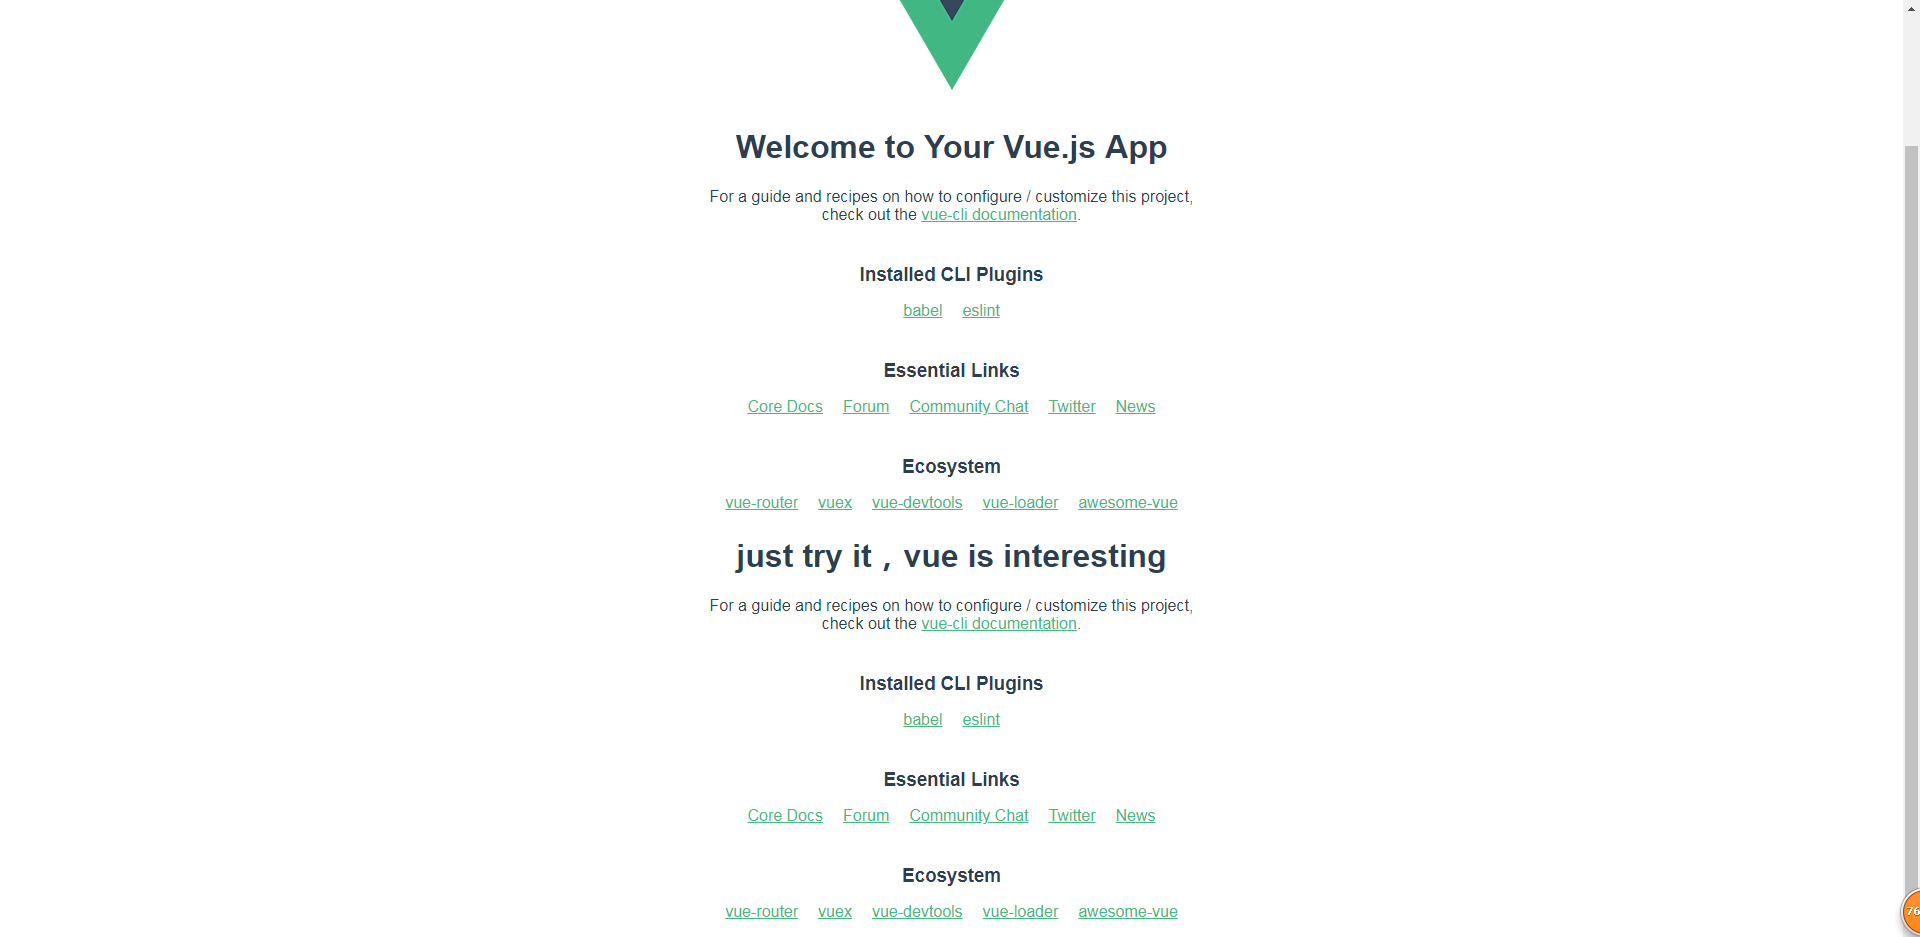 Welcome to Your Vue.js App
For a guide and recipes on how to configure / customize this project,
check out the vue-cli documentation.
Installed CLI Plugins
babel eslint
Essential Links
Core Docs Forum Community Chat Twitter News
Ecosystem
vue-router vuex vue-devtools vue-loader awesome-vue
just try it，vue is interesting
For a guide and recipes on how to configure / customize this project,
check out the vue-cli documentation.
Installed CLI Plugins
babel eslint
Essential Links
Core Docs Forum Community Chat Twitter News
Ecosystem
vue-router vuex vue-devtools vue-loader awesome-vue
76